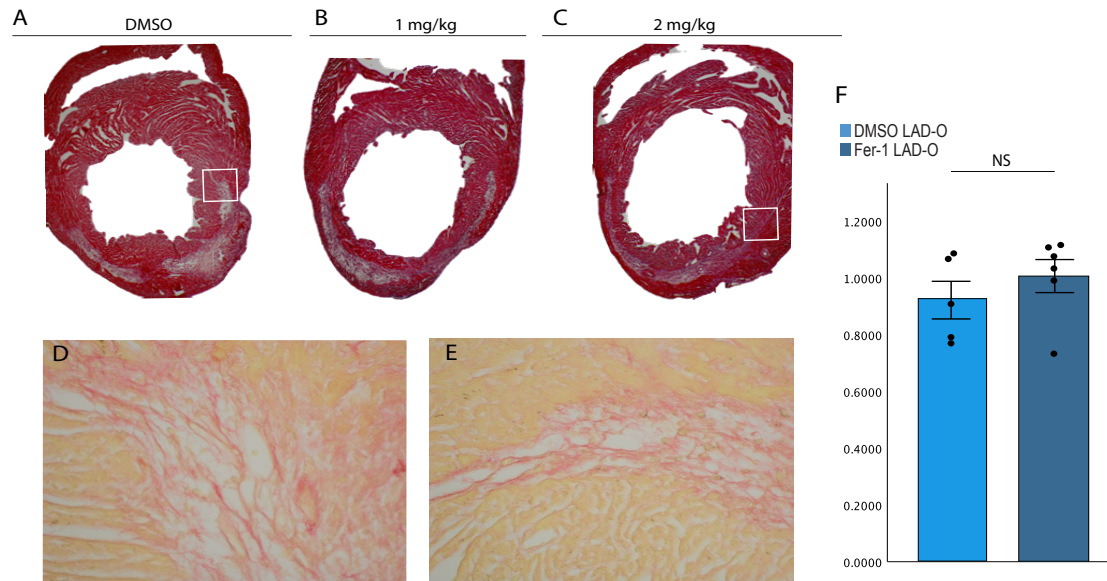 A
DMSO
B
1 mg/kg
C
2 mg/kg
D
E
F
DMSO LAD-O
Fer-1 LAD-O
NS
1.2000
1.0000
0.8000
0.6000
0.4000
0.2000
0.0000